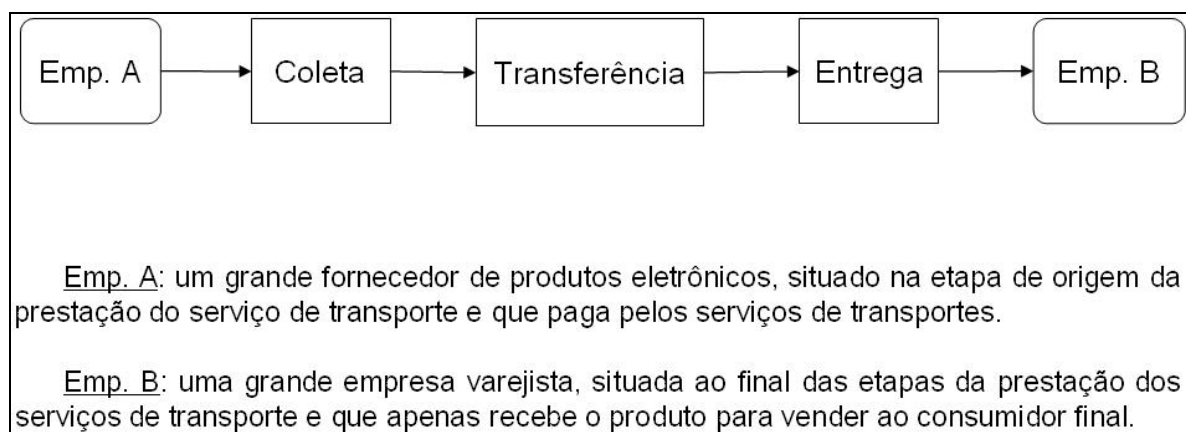 Emp. A
Coleta
Transferência
Entrega
Emp. B
Emp. A: um grande fornecedor de produtos eletrônicos, situado na etapa de origem da
prestação do serviço de transporte e que paga pelos serviços de transportes.
Emp. B: uma grande empresa varejista, situada ao final das etapas da prestação dos
serviços de transporte e que apenas recebe o produto para vender ao consumidor final.